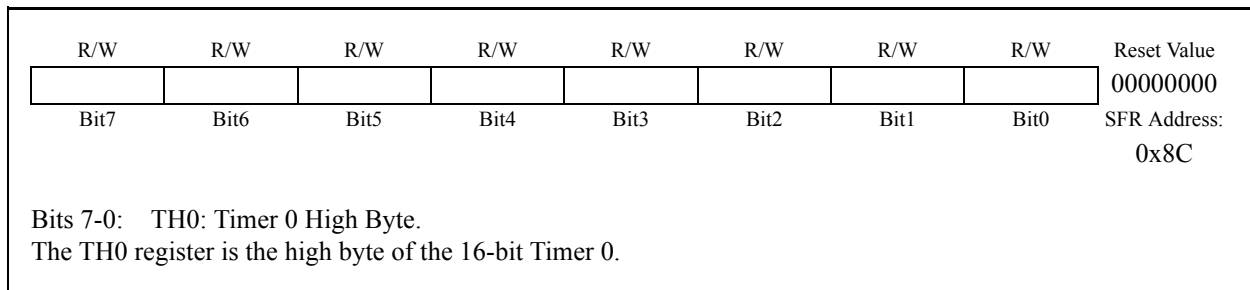 R/W R/W R/W R/W R/W R/W R/W R/W Reset Value
00000000
Bit7 Bit6 Bit5 Bit4 Bit3 Bit2 Bit1 Bit0 SFR Address:
0x8C
Bits 7-0: TH0: Timer 0 High Byte.
The TH0 register is the high byte of the 16-bit Timer 0.